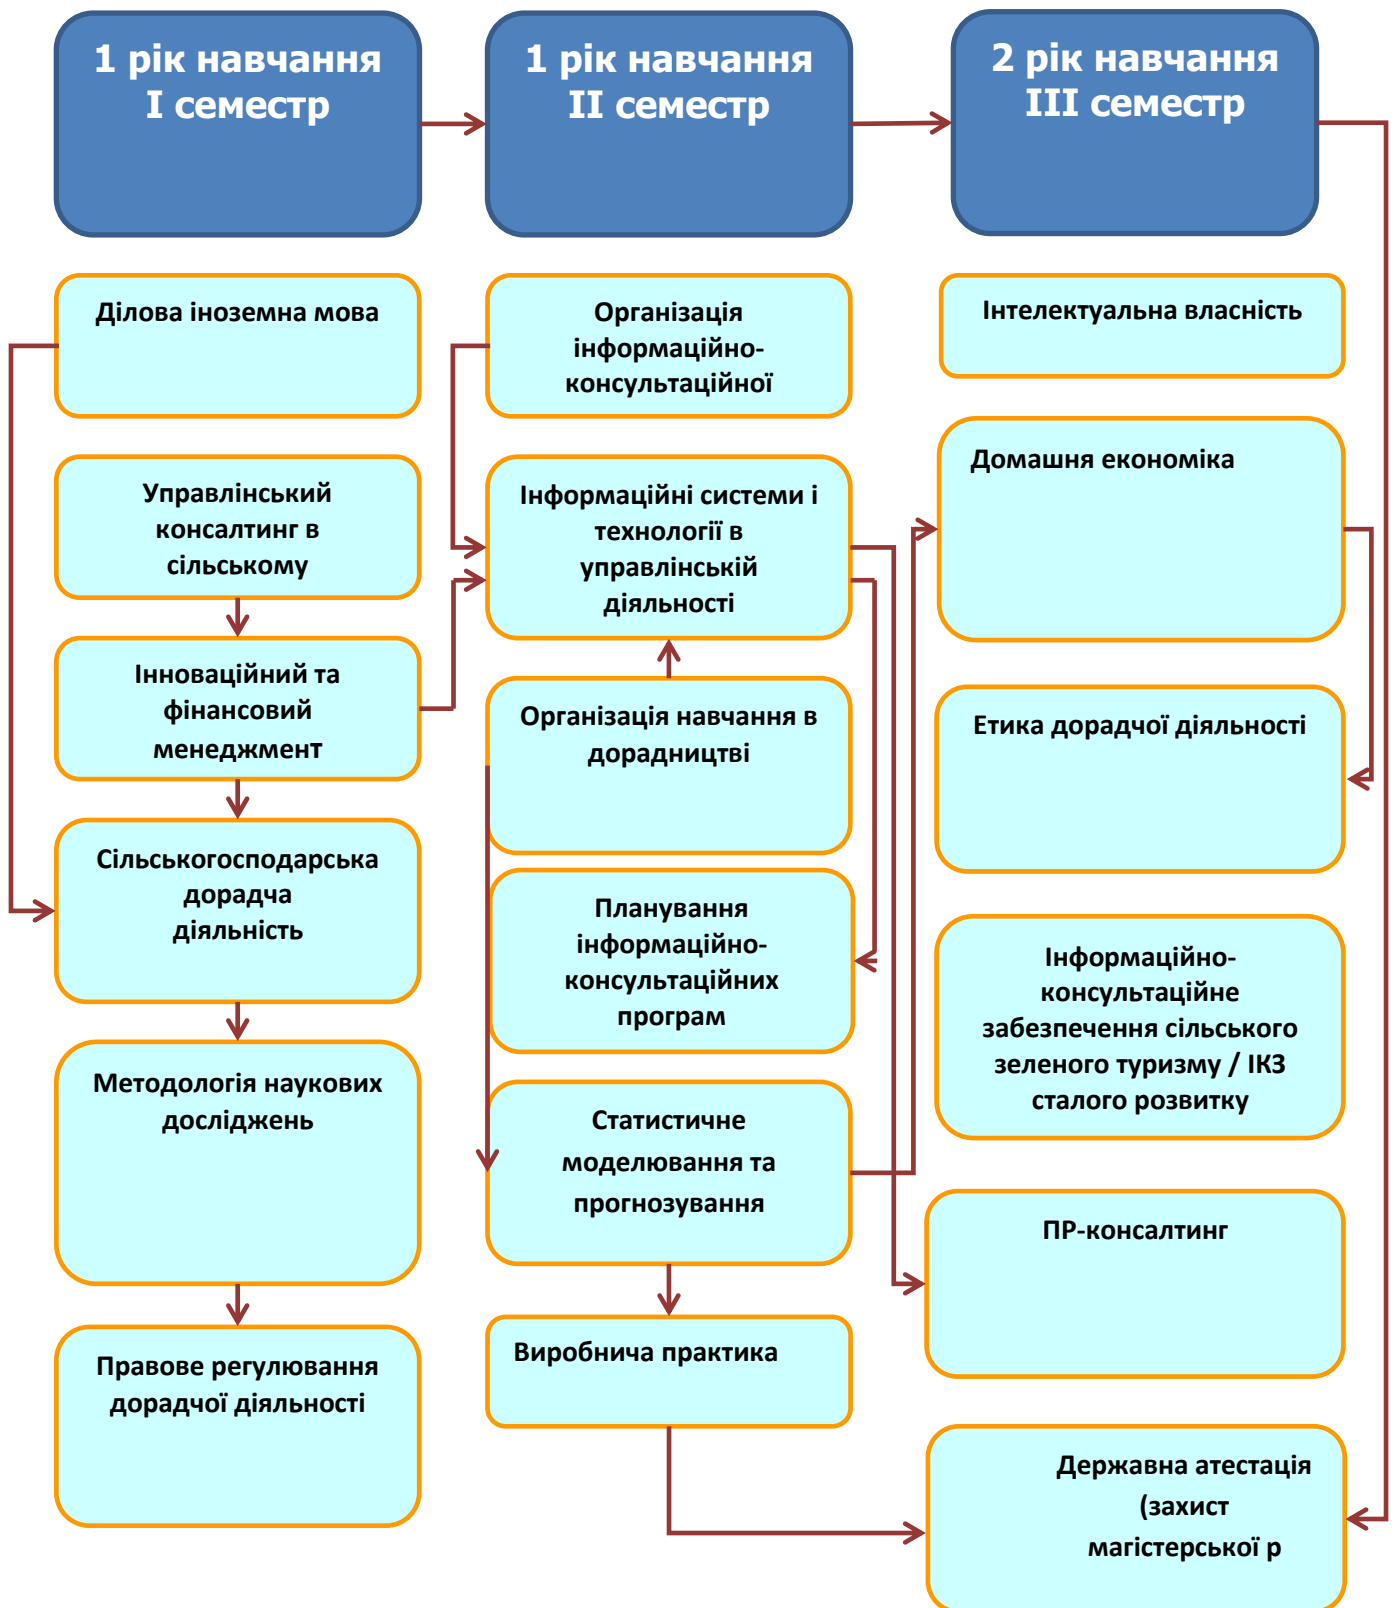 1 рік навчання
І семестр
1 рік навчання
ІІ семестр
2 рік навчання
ІІІ семестр
Ділова іноземна мова
Управлінський
консалтинг в
сільському
Інноваційний та
фінансовий
менеджмент
Сільськогосподарська
дорадча
діяльність
Методологія наукових
досліджень
Правове регулювання
дорадчої діяльності
Організація
інформаційно-
консультаційної
Інформаційні системи і
технології в
управлінській
діяльності
Організація навчання в
дорадництві
Планування
інформаційно-
консультаційних
програм
Статистичне
моделювання та
прогнозування
Виробнича практика
Інтелектуальна власність
Домашня економіка
Етика дорадчої діяльності
Інформаційно-
консультаційне
забезпечення сільського
зеленого туризму / ІКЗ
сталого розвитку
ПР-консалтинг
Державна атестація
(захист
магістерської р